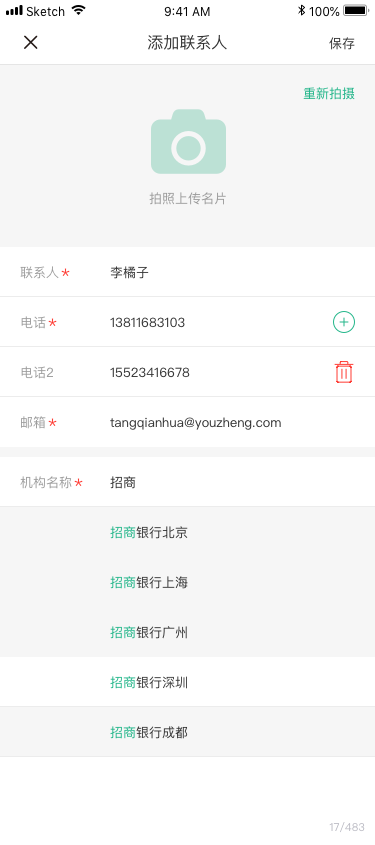 Sketch 9:41 AM 100%
添加联系人 保存
重新拍摄
拍照上传名片
联系人* 李橘子
电话* 13811683103
电话2 15523416678
邮箱* tangqianhua@youzheng.com
机构名称* 招商
招商银行北京
招商银行上海
招商银行广州
招商银行深圳
招商银行成都
17/483